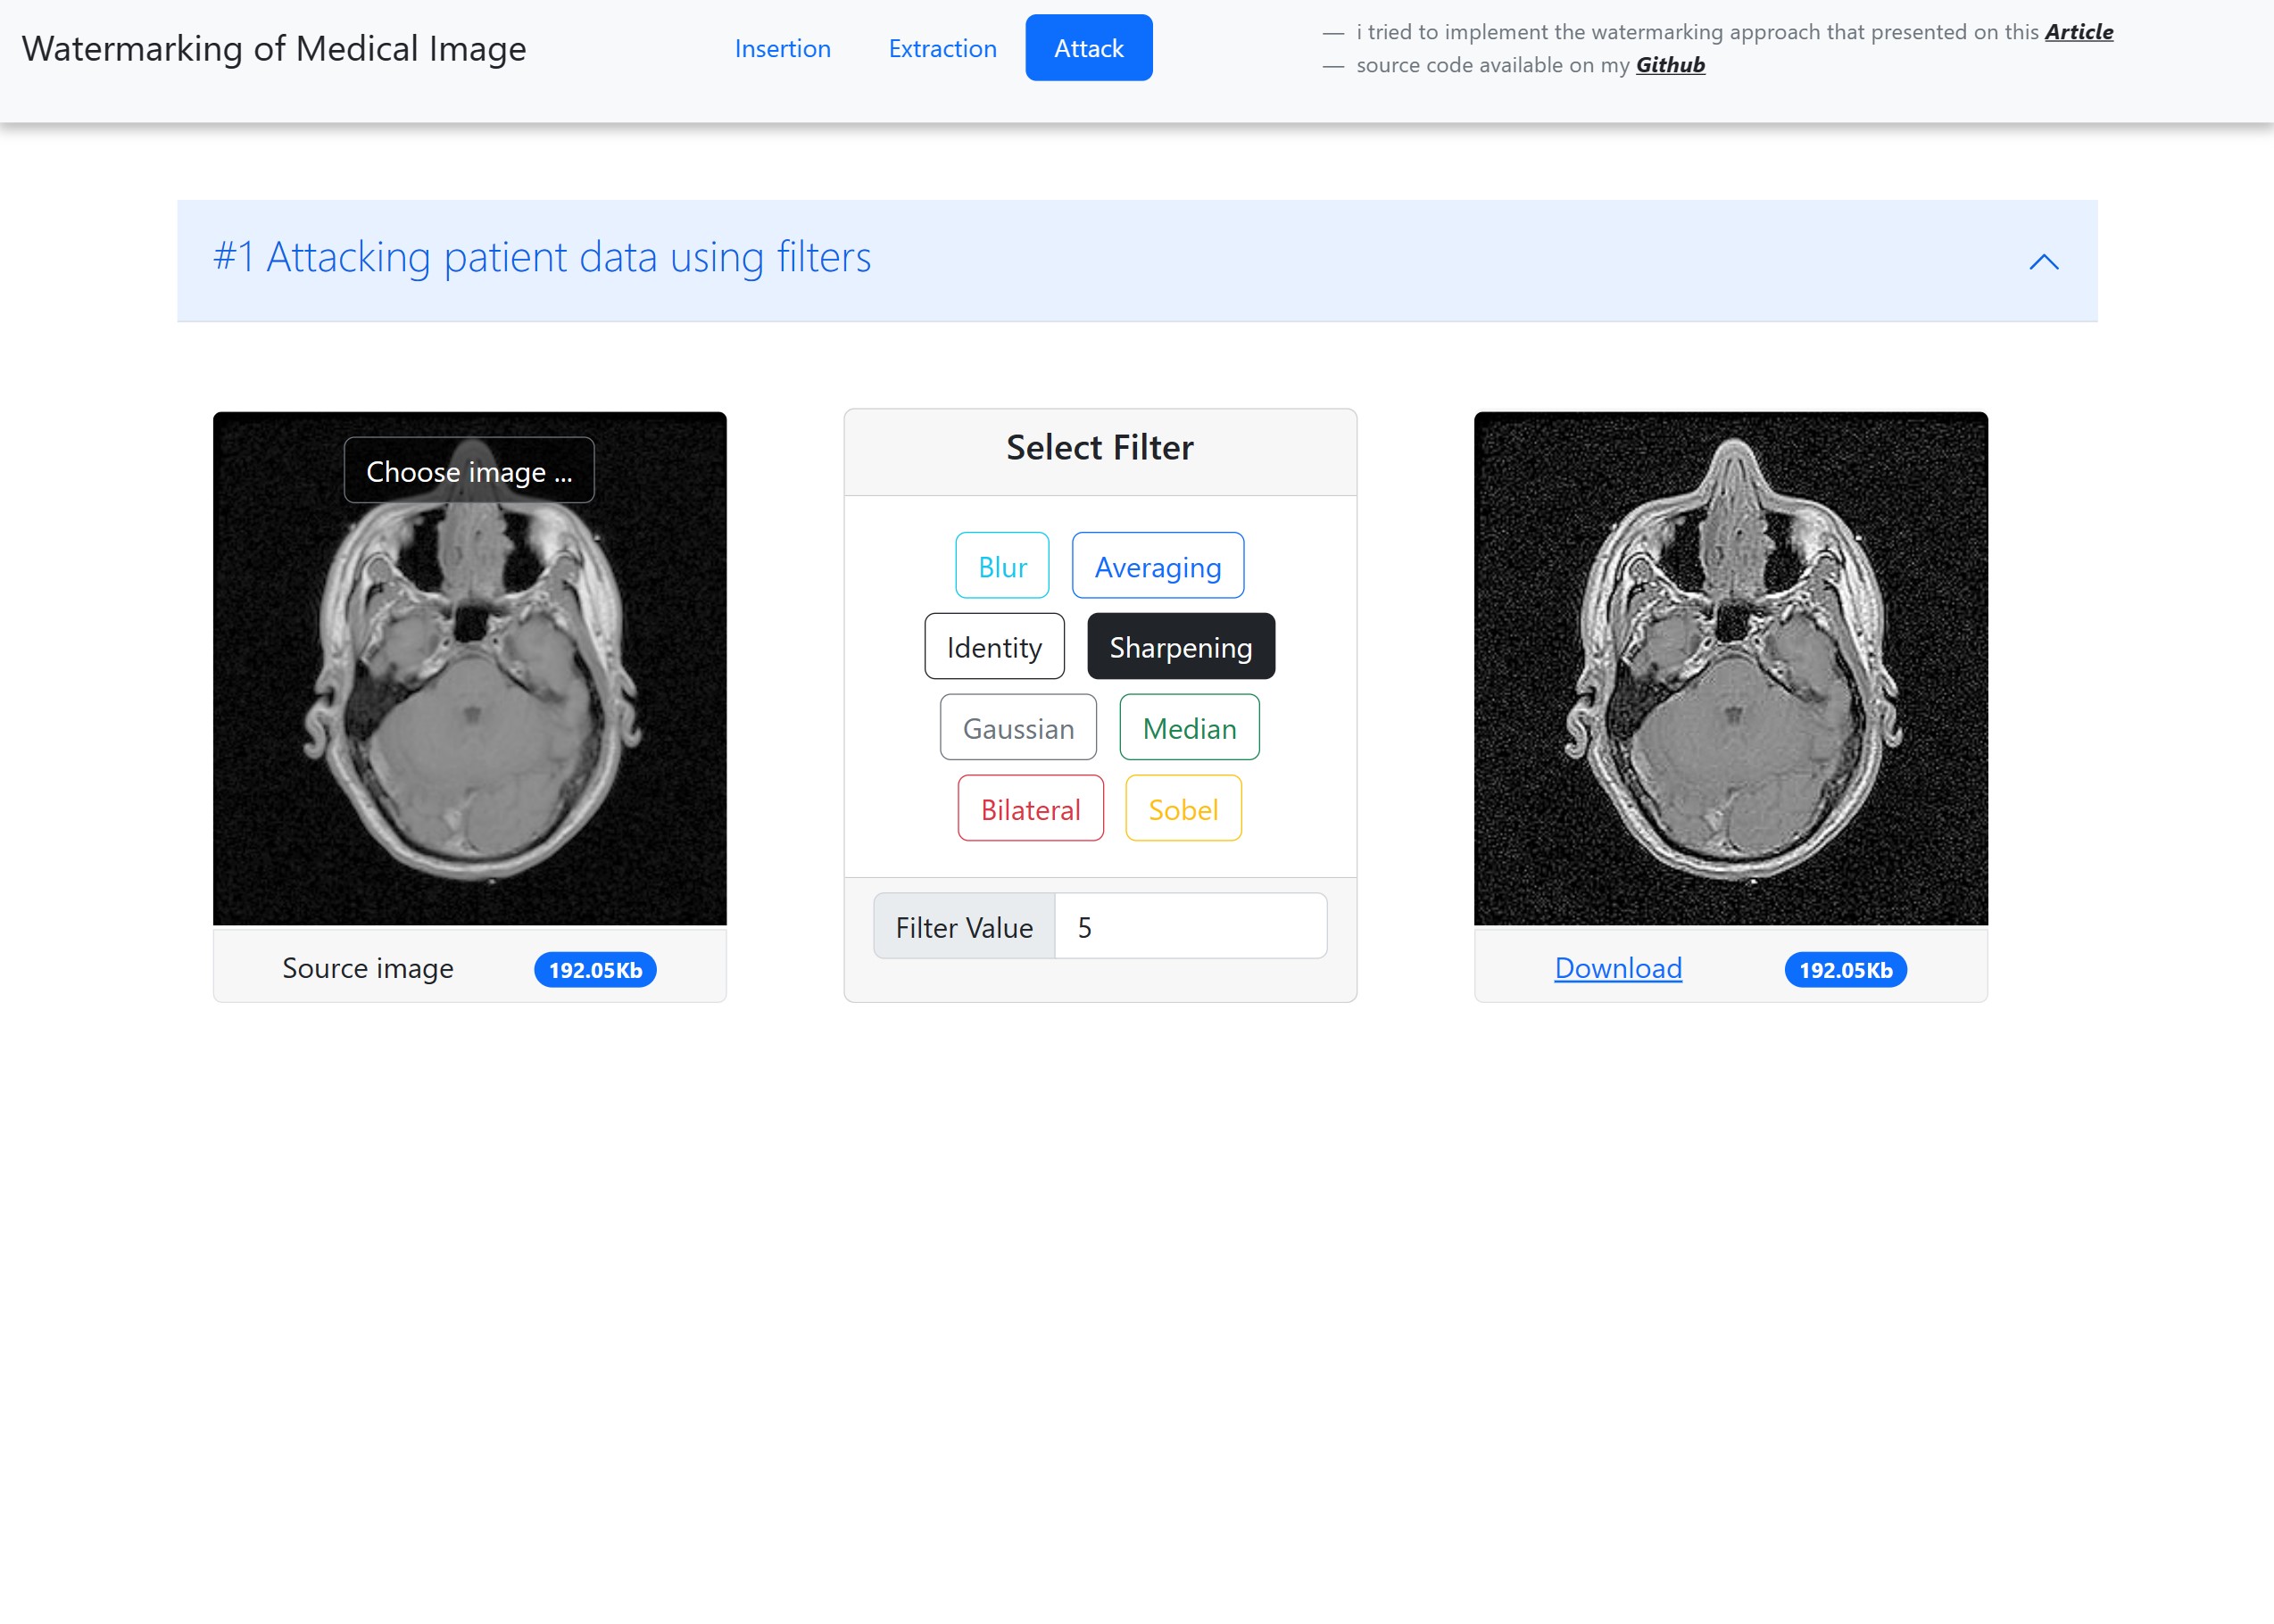 Watermarking of Medical Image
Insertion
Extraction
Attack
— i tried to implement the watermarking approach that presented on this Article
— source code available on my Github
#1 Attacking patient data using filters
Choose image ...
Source image
192.05Kb
Select Filter
Blur
Averaging
Identity
Sharpening
Gaussian
Median
Bilateral
Sobel
Filter Value
5
Download
192.05Kb